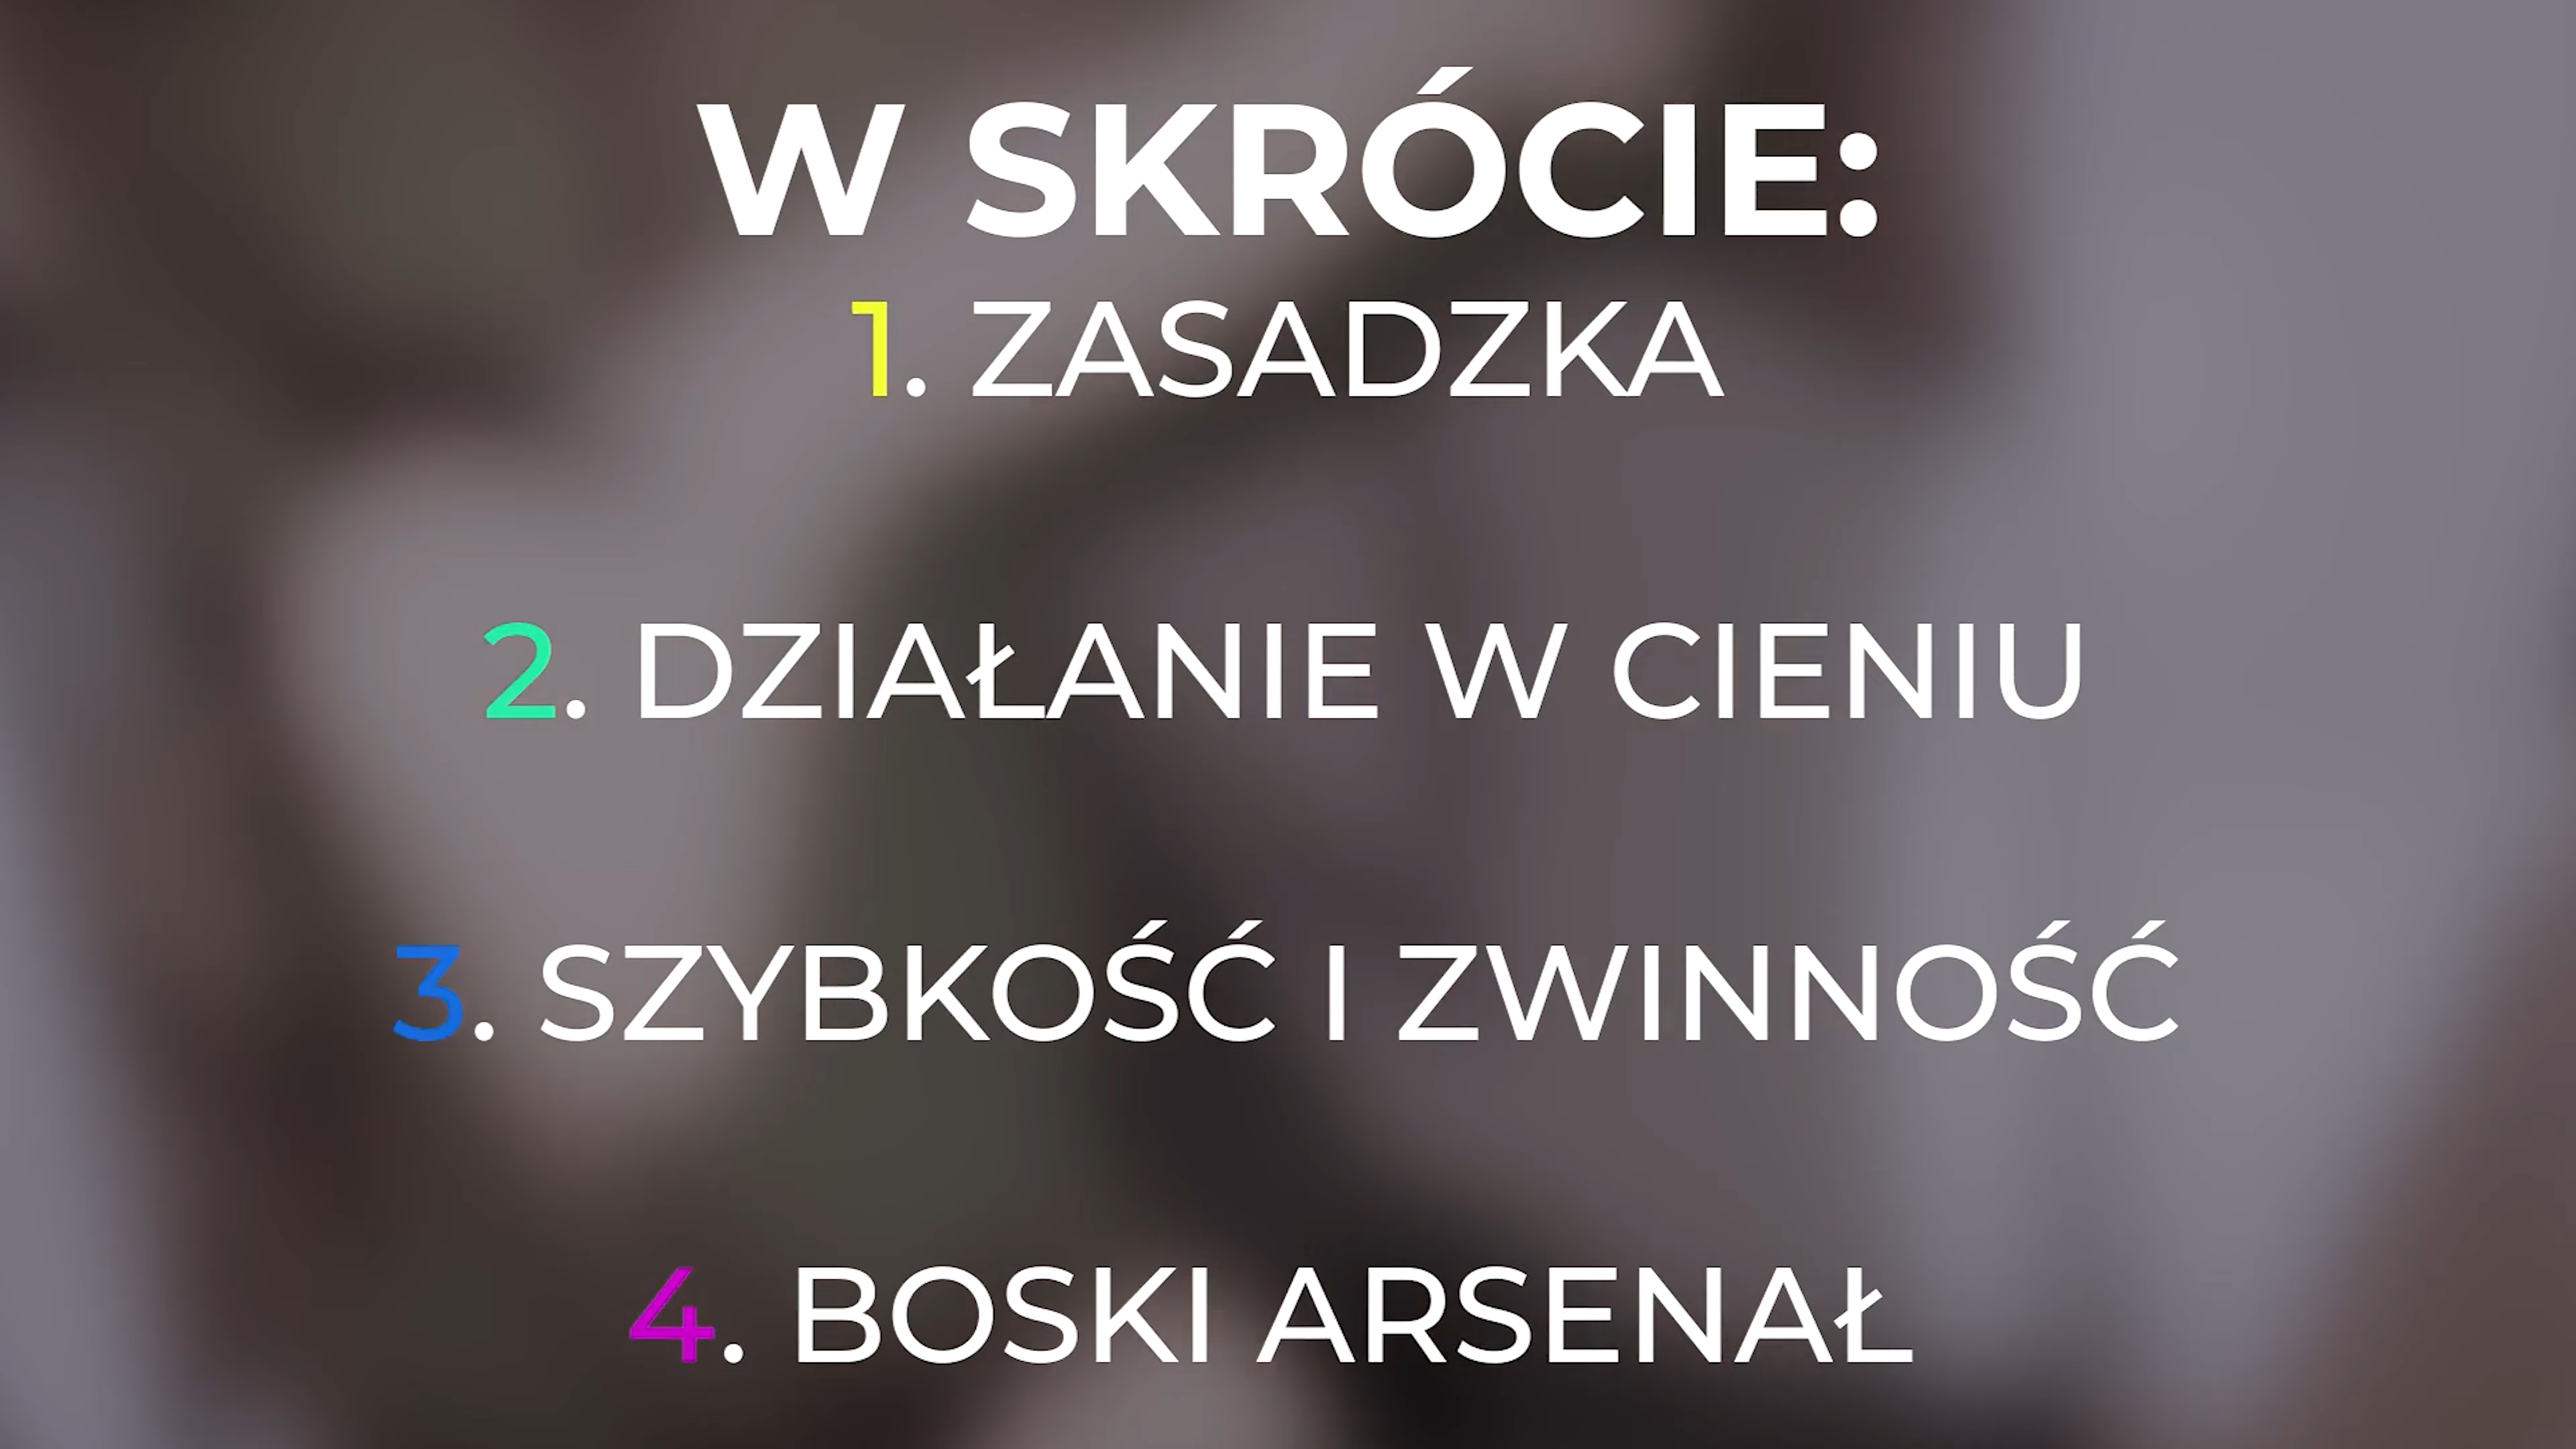 W SKRÓCIE:
1. ZASADZKA
2. DZIAŁANIE W CIENIU
3. SZYBKOŚĆ I ZWINNOŚĆ
4. BOSKI ARSENAŁ